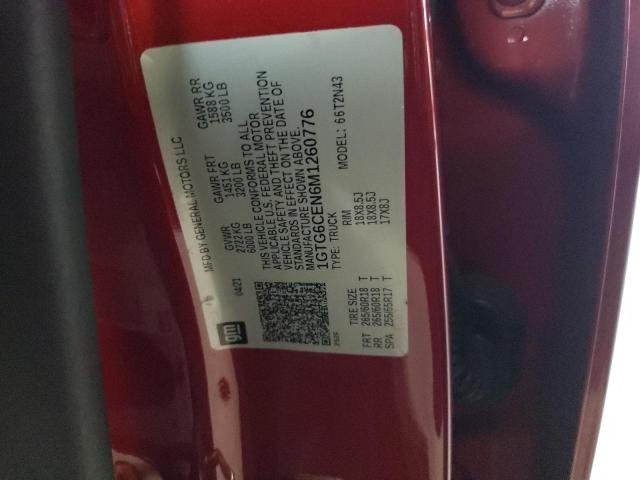 MFD BY GENERAL MOTORS LLC
gm
04/21
GVWR GAWR FRT GAWR RR
2722 KG 1451 KG 1588 KG
6000 LB 3200 LB 3500 LB
THIS VEHICLE CONFORMS TO ALL
APPLICABLE U.S. FEDERAL MOTOR
VEHICLE SAFETY AND THEFT PREVENTION
STANDARDS IN EFFECT ON THE DATE OF
MANUFACTURE SHOWN ABOVE.
1GTG6CEN6M1260776
TYPE: TRUCK MODEL: 66T2N43
TIRE SIZE RIM
FRT 265/60R18 T 18X8.5J
RR 265/60R18 T 18X8.5J
SPA 255/65R17 T 17X8J